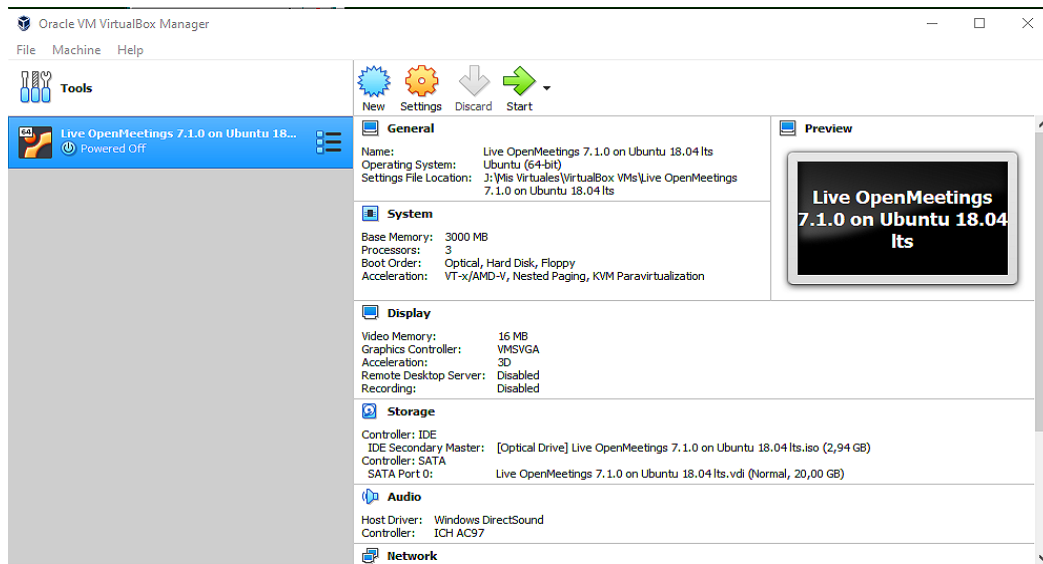 Oracle VM VirtualBox Manager
File Machine Help
Tools
New Settings Discard Start
64
Live OpenMeetings 7.1.0 on Ubuntu 18...
Powered Off
General
Name: Live OpenMeetings 7.1.0 on Ubuntu 18.04 lts
Operating System: Ubuntu (64-bit)
Settings File Location: J:\Mis Virtuales\VirtualBox VMs\Live OpenMeetings
7.1.0 on Ubuntu 18.04 lts
Preview
Live OpenMeetings
7.1.0 on Ubuntu 18.04
lts
System
Base Memory: 3000 MB
Processors: 3
Boot Order: Optical, Hard Disk, Floppy
Acceleration: VT-x/AMD-V, Nested Paging, KVM Paravirtualization
Display
Video Memory: 16 MB
Graphics Controller: VMSVGA
Acceleration: 3D
Remote Desktop Server: Disabled
Recording: Disabled
Storage
Controller: IDE
IDE Secondary Master: [Optical Drive] Live OpenMeetings 7.1.0 on Ubuntu 18.04 lts.iso (2,94 GB)
Controller: SATA
SATA Port 0: Live OpenMeetings 7.1.0 on Ubuntu 18.04 lts.vdi (Normal, 20,00 GB)
Audio
Host Driver: Windows DirectSound
Controller: ICH AC97
Network